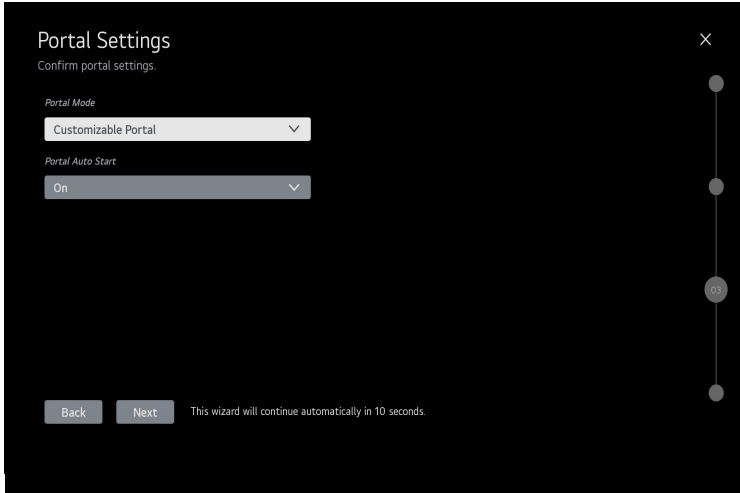 Portal Settings
Confirm portal settings.
Portal Mode
Customizable Portal
Portal Auto Start
On
03
Back Next This wizard will continue automatically in 10 seconds.